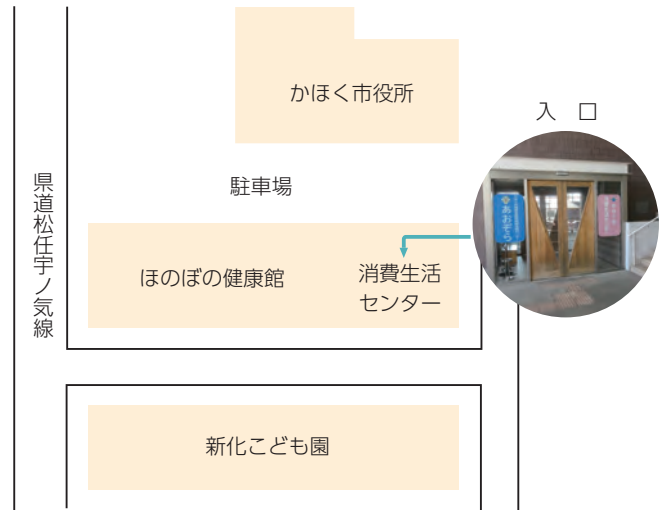 かほく市役所
入 口
駐車場
県道松任宇ノ気線
あおぞら
ほのぼの健康館
消費生活
センター
新化こども園